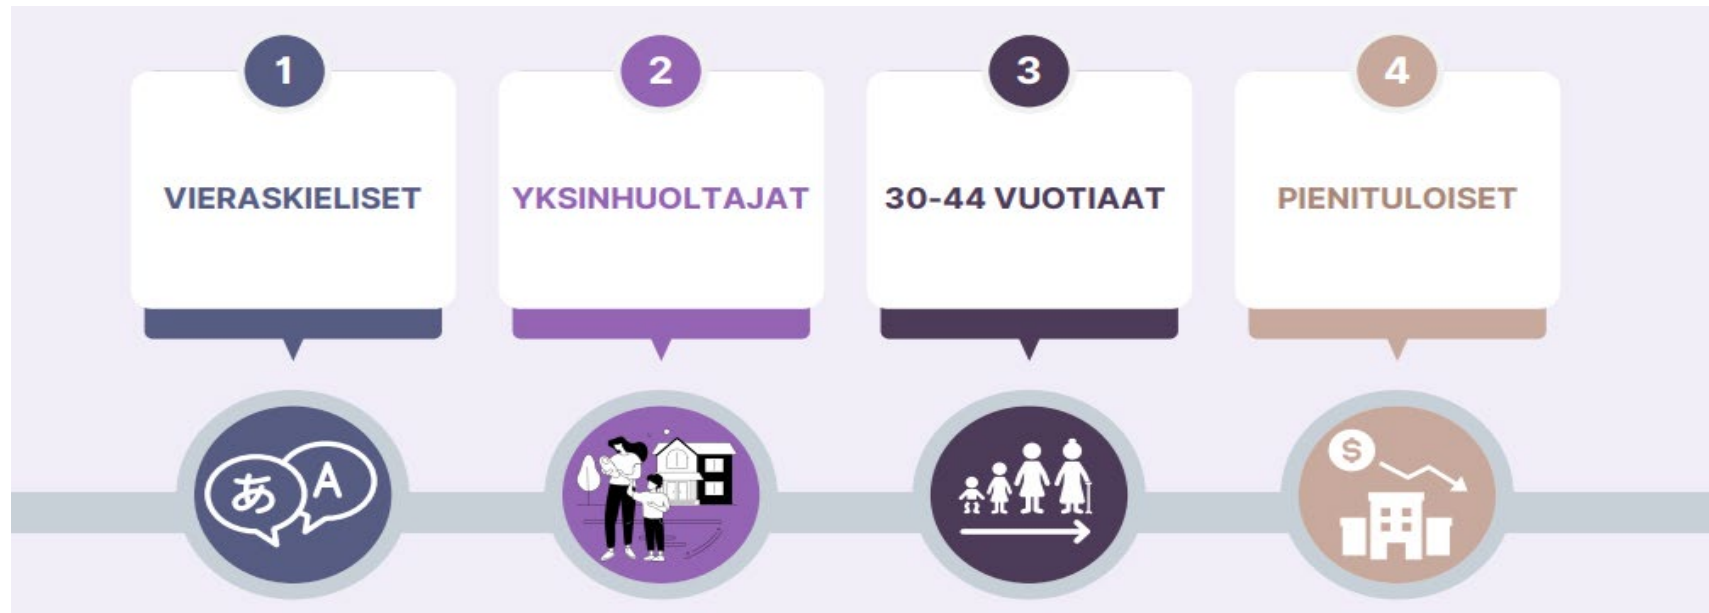 1
VIERASKIELISET
2
YKSINHUOLTAJAT
3
30-44 VUOTIAAT
4
PIENITULOISET
あ
A
$